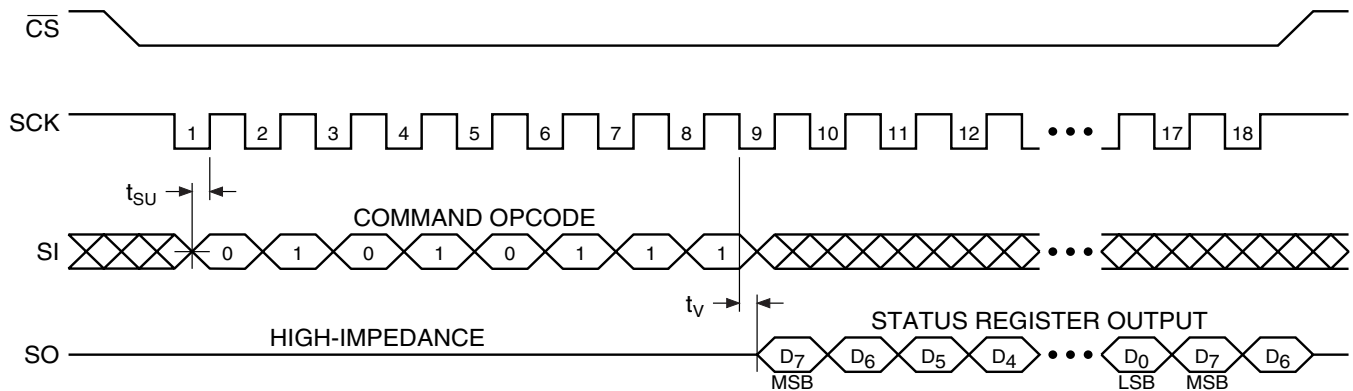 CS
SCK 1 2 3 4 5 6 7 8 9 10 11 12 ••• 17 18
tSU
COMMAND OPCODE
SI 0 1 0 1 0 1 1 1 •••
tV
HIGH-IMPEDANCE STATUS REGISTER OUTPUT
SO D7 D6 D5 D4 ••• D0 D7 D6
MSB LSB MSB